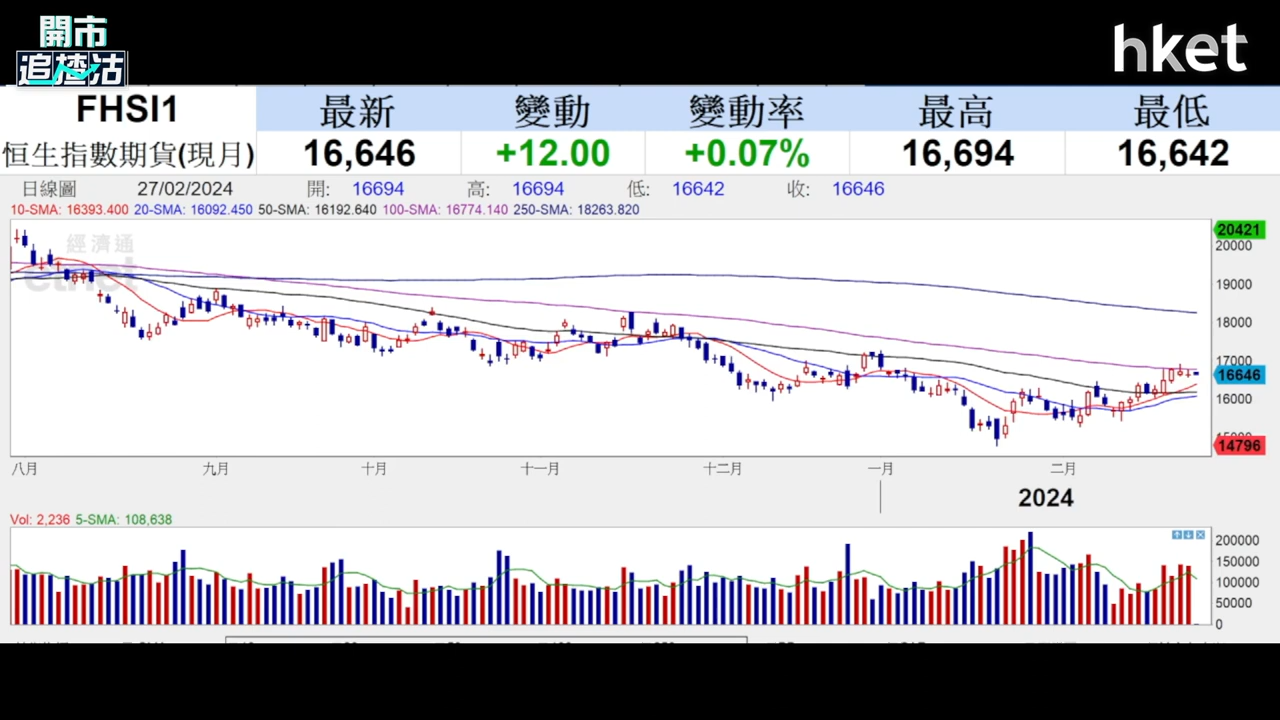 開市
追揸沽
hket
FHSI1 最新 變動 變動率 最高 最低
恒生指數期貨(現月) 16,646 +12.00 +0.07% 16,694 16,642
日線圖 27/02/2024 開: 16694 高: 16694 低: 16642 收: 16646
10-SMA: 16393.400 20-SMA: 16092.450 50-SMA: 16192.640 100-SMA: 16774.140 250-SMA: 18263.820
經濟通
etnet
20421
20000
19000
18000
17000
16646
16000
15000
14796
八月 九月 十月 十一月 十二月 一月 二月
2024
Vol: 2,236 5-SMA: 108,638
200000
150000
100000
50000
0